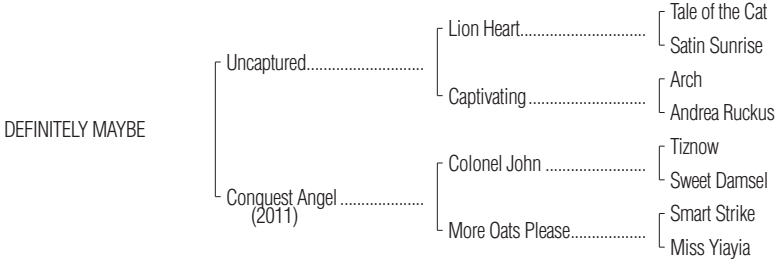 Tale of the Cat
Lion Heart..............................
Satin Sunrise
Uncaptured............................
Arch
Captivating............................
Andrea Ruckus
DEFINITELY MAYBE
Tiznow
Colonel John ........................
Sweet Damsel
Conquest Angel ....................
(2011)
Smart Strike
More Oats Please..................
Miss Yiayia